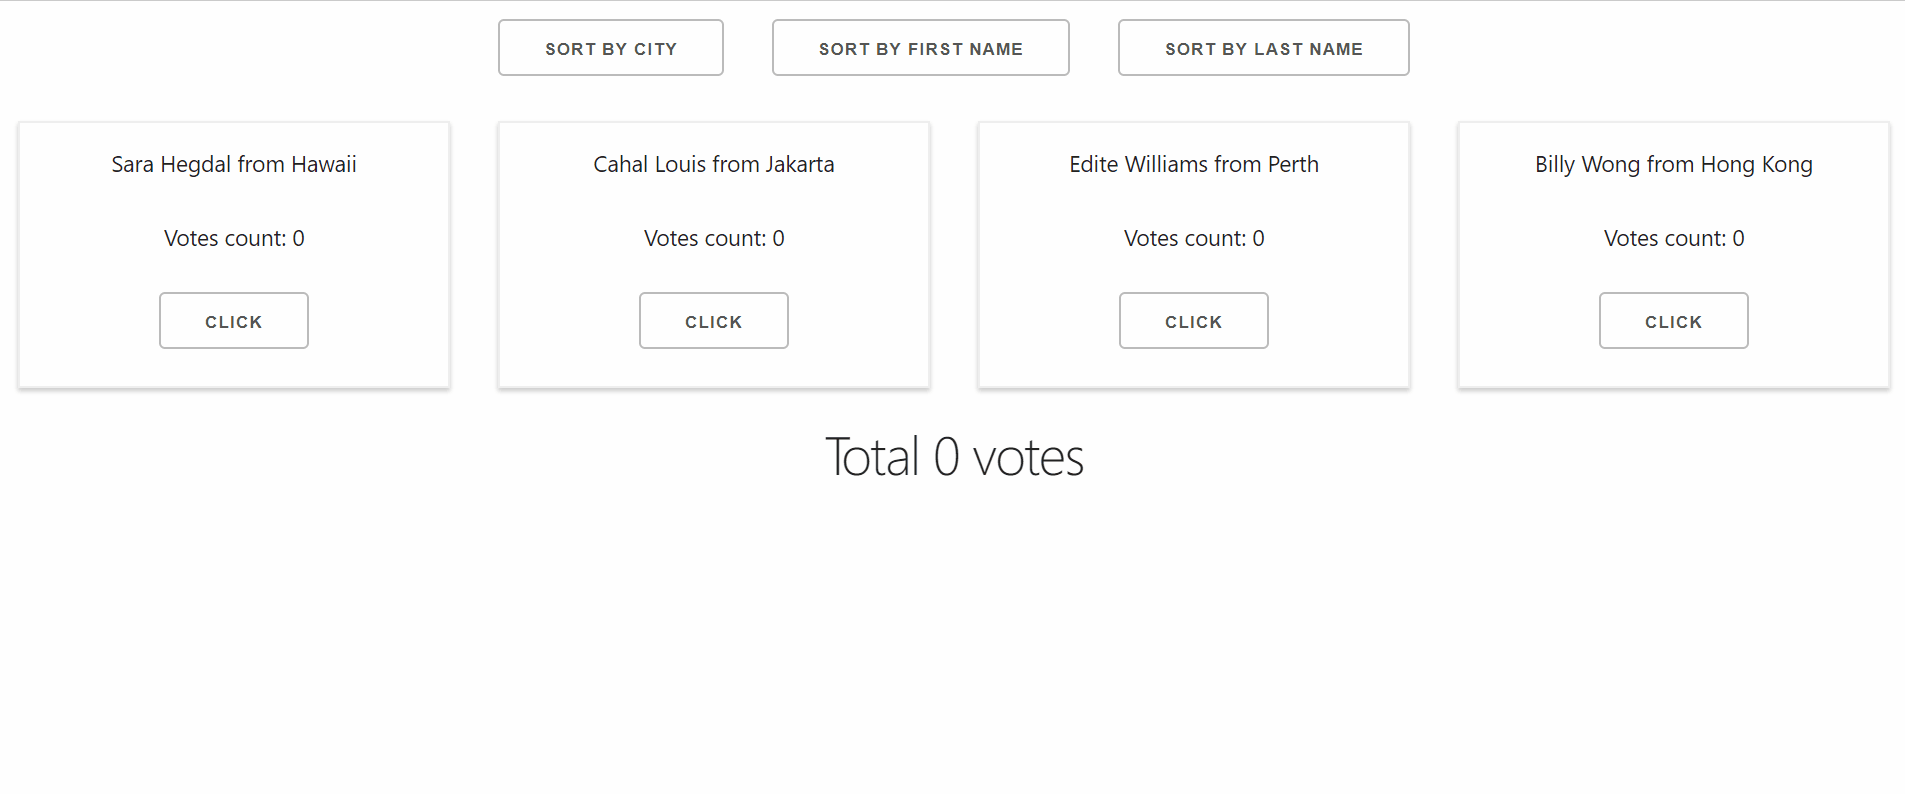 SORT BY CITY
SORT BY FIRST NAME
SORT BY LAST NAME
Sara Hegdal from Hawaii
Votes count: 0
CLICK
Cahal Louis from Jakarta
Votes count: 0
CLICK
Edite Williams from Perth
Votes count: 0
CLICK
Billy Wong from Hong Kong
Votes count: 0
CLICK
Total 0 votes